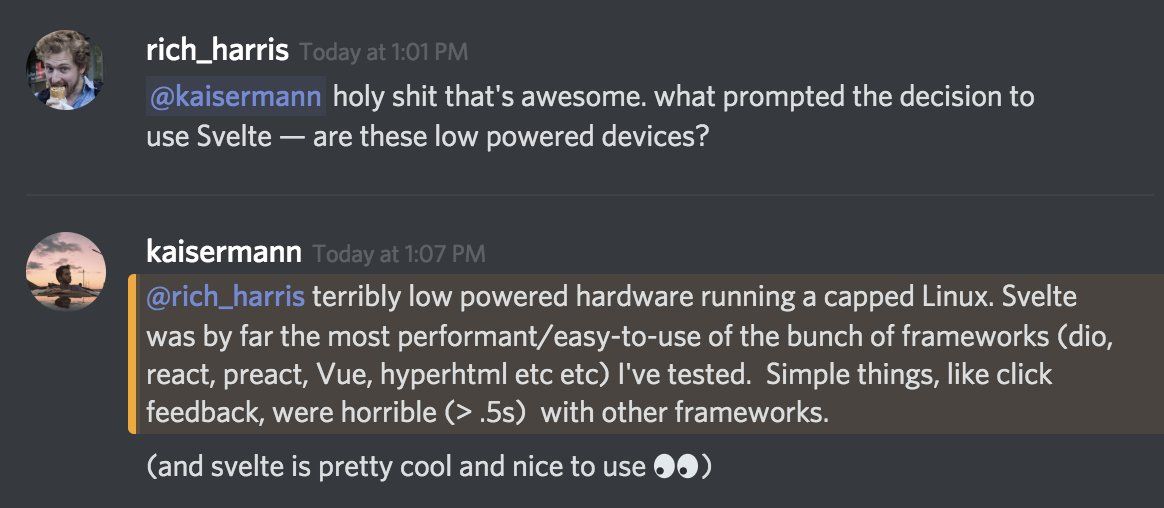 rich_harris Today at 1:01 PM
@kaisermann holy shit that's awesome. what prompted the decision to
use Svelte — are these low powered devices?
kaisermann Today at 1:07 PM
@rich_harris terribly low powered hardware running a capped Linux. Svelte
was by far the most performant/easy-to-use of the bunch of frameworks (dio,
react, preact, Vue, hyperhtml etc etc) I've tested.  Simple things, like click
feedback, were horrible (> .5s)  with other frameworks.
(and svelte is pretty cool and nice to use 👀)